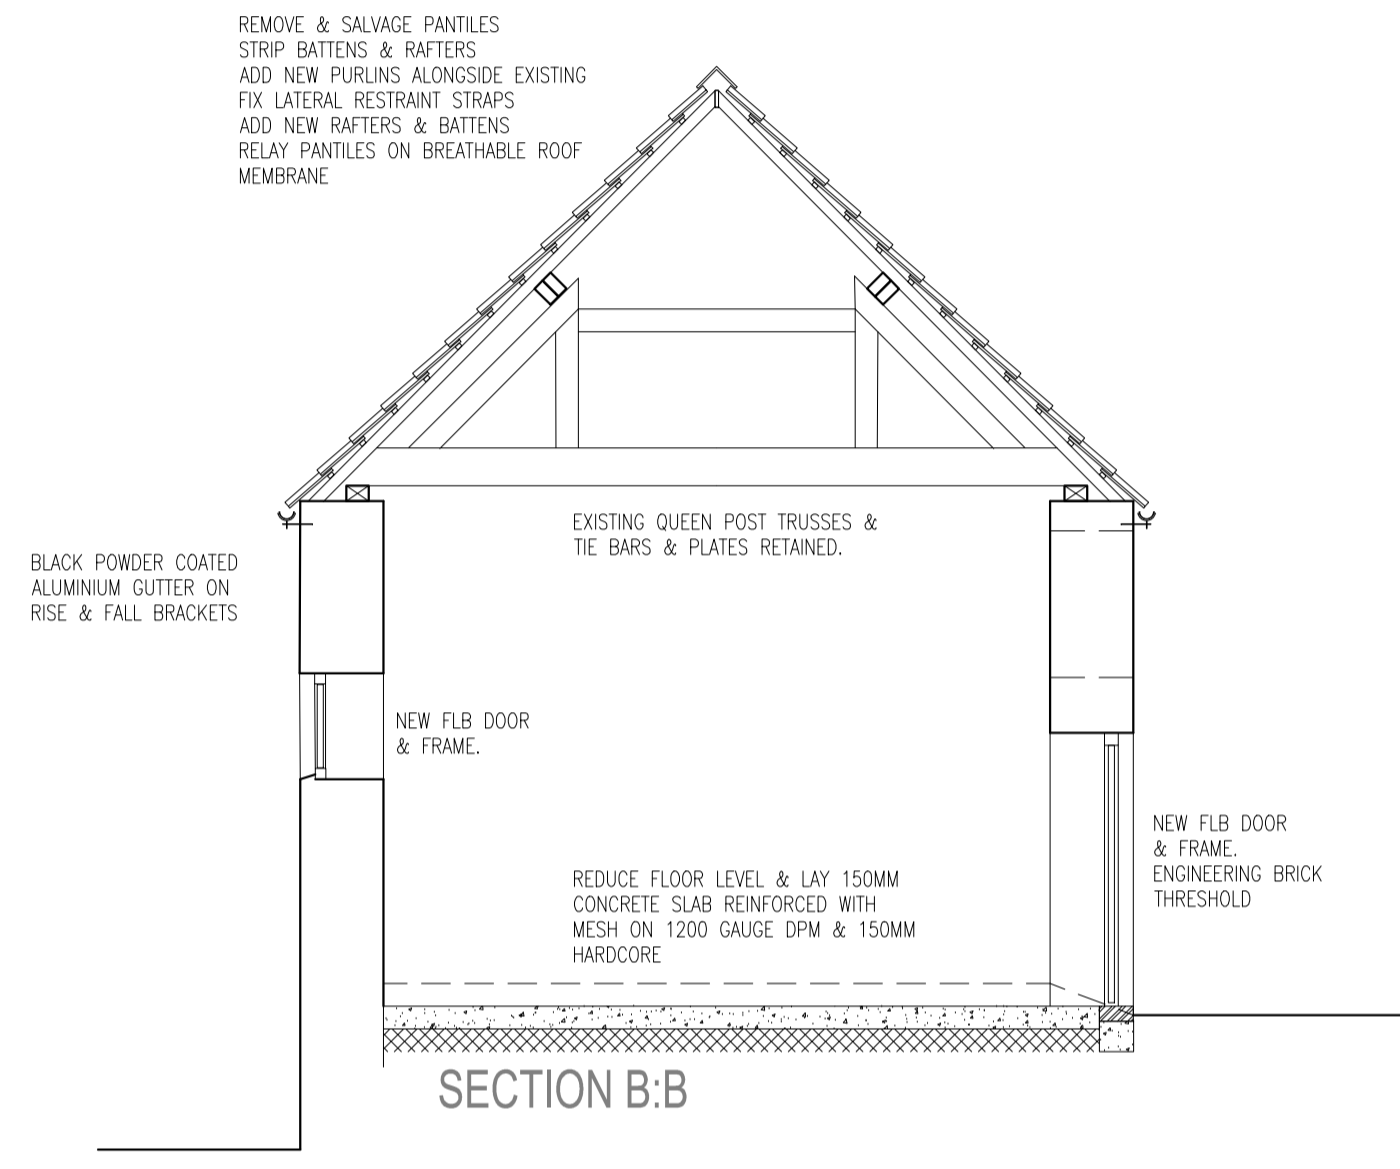 REMOVE & SALVAGE PANTILES
STRIP BATTENS & RAFTERS
ADD NEW PURLINS ALONGSIDE EXISTING
FIX LATERAL RESTRAINT STRAPS
ADD NEW RAFTERS & BATTENS
RELAY PANTILES ON BREATHABLE ROOF
MEMBRANE
EXISTING QUEEN POST TRUSSES &
TIE BARS & PLATES RETAINED.
BLACK POWDER COATED
ALUMINIUM GUTTER ON
RISE & FALL BRACKETS
NEW FLB DOOR
& FRAME.
NEW FLB DOOR
& FRAME.
ENGINEERING BRICK
THRESHOLD
REDUCE FLOOR LEVEL & LAY 150MM
CONCRETE SLAB REINFORCED WITH
MESH ON 1200 GAUGE DPM & 150MM
HARDCORE
SECTION B:B